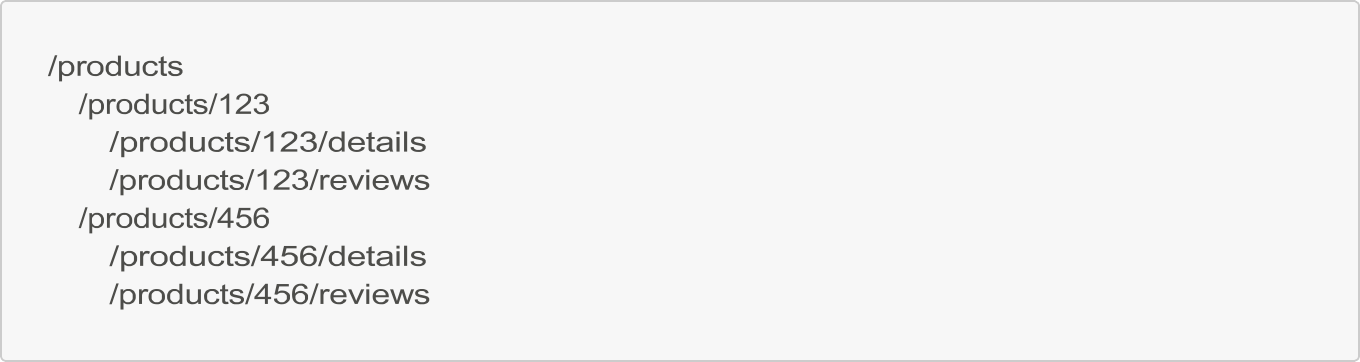 /products
/products/123
/products/123/details
/products/123/reviews
/products/456
/products/456/details
/products/456/reviews